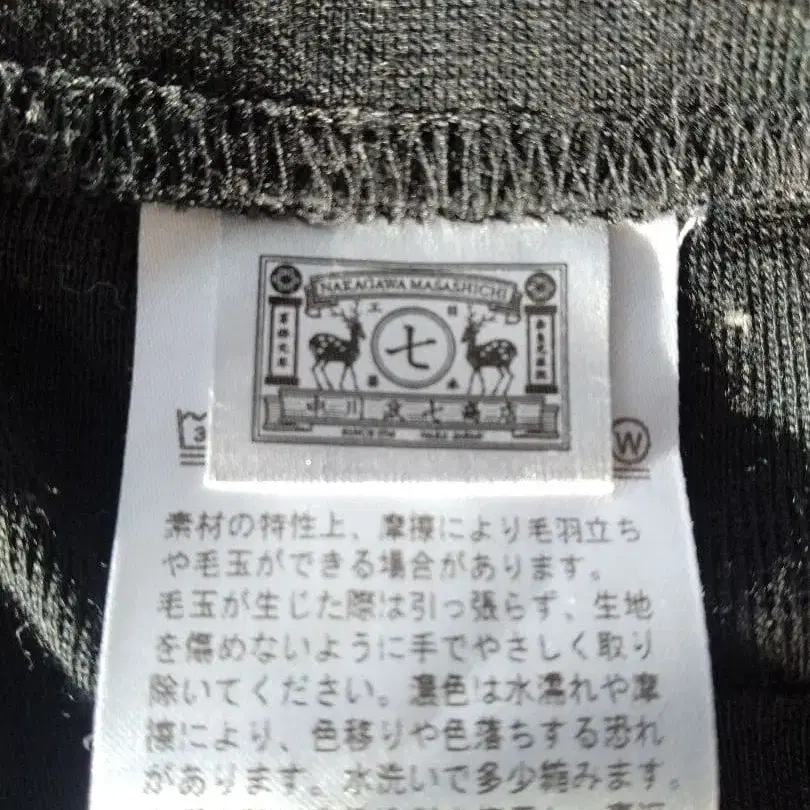 NAKAGAWA MASASHICHI
七
中川政七商店
W
素材の特性上、摩擦により毛羽立ち
や毛玉ができる場合があります。
毛玉が生じた際は引っ張らず、生地
を傷めないように手でやさしく取り
除いてください。濃色は水濡れや摩
擦により、色移りや色落ちする恐れ
があります。水洗いで多少縮みます。